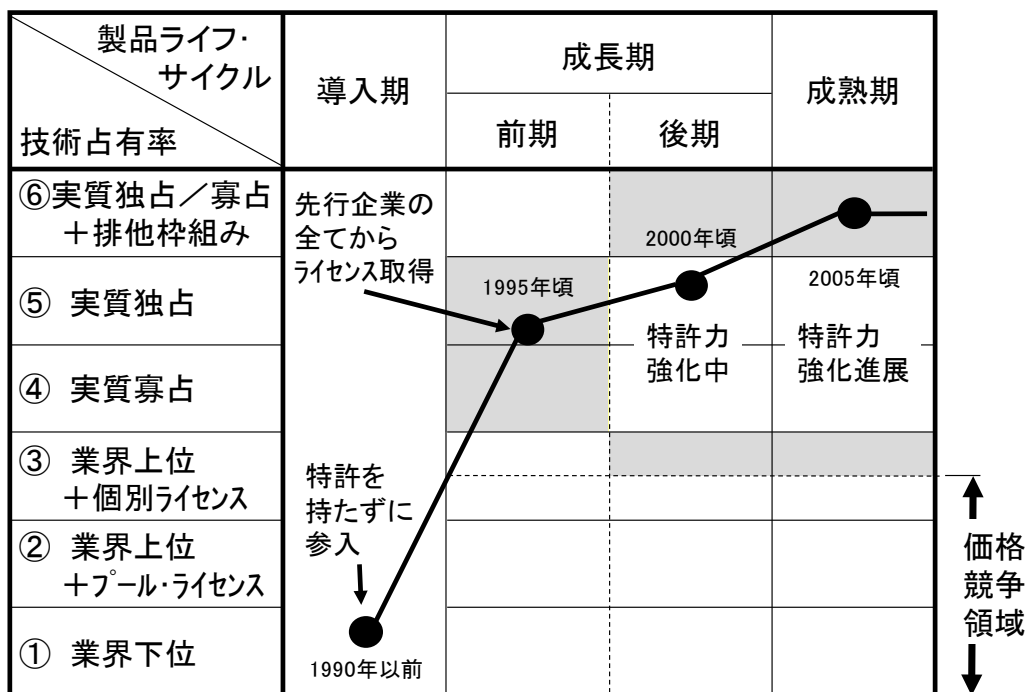 製品ライフ・
サイクル
技術占有率
導入期
成長期
前期
後期
成熟期
⑥実質独占／寡占
＋排他枠組み
⑤ 実質独占
④ 実質寡占
③ 業界上位
＋個別ライセンス
② 業界上位
＋プール・ライセンス
① 業界下位
先行企業の
全てから
ライセンス取得
1995年頃
2000年頃
2005年頃
特許力
強化中
特許力
強化進展
特許を
持たずに
参入
1990年以前
価格
競争
領域